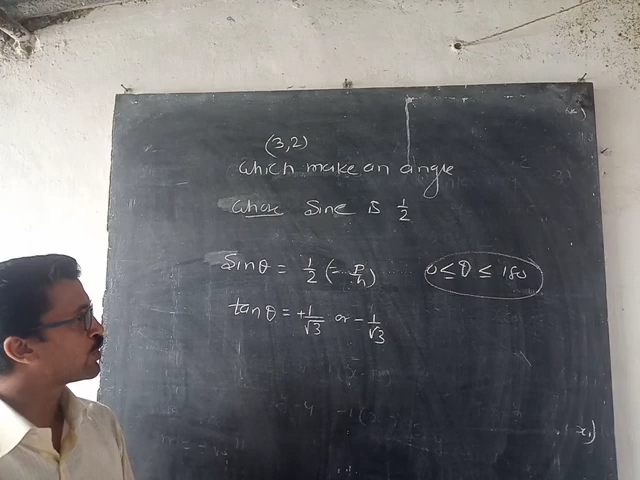 (3,2)
which make an angle
whose Sine is 1/2
Sinθ = 1/2 (= P/h) 0 ≤ θ ≤ 180
tanθ = +1/√3 or -1/√3